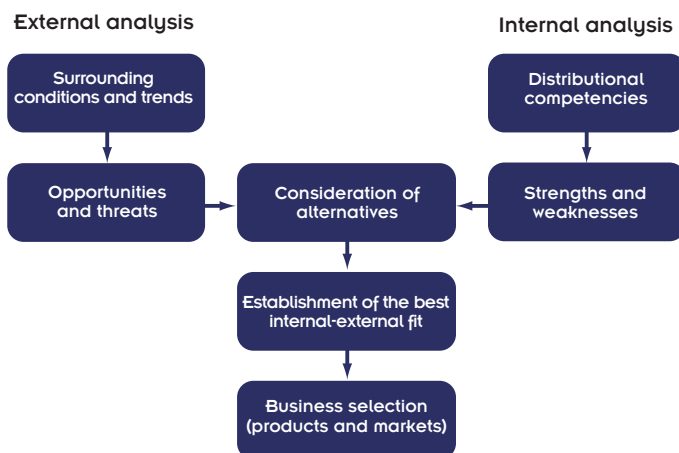 External analysis
Internal analysis
Surrounding
conditions and trends
Distributional
competencies
Opportunities
and threats
Consideration of
alternatives
Strengths and
weaknesses
Establishment of the best
internal-external fit
Business selection
(products and markets)